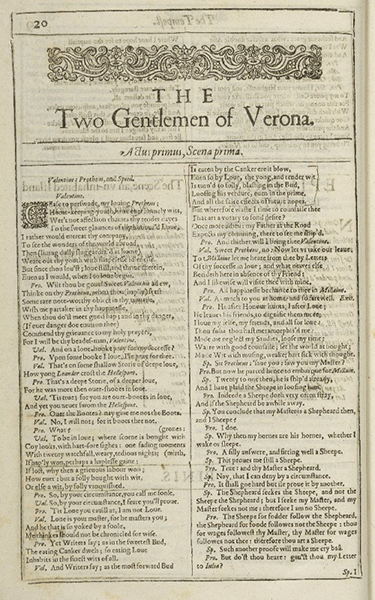 20
THE
Two Gentlemen of Verona.
Actus primus, Scena prima.
Valentine: Protheus, and Speed.
Valentine.
Cease to perswade, my louing Protheus;
Home-keeping youth, haue euer homely wits,
Wer't not affection chaines thy tender dayes
To the sweet glaunces of thy honour'd Loue,
I rather would entreat thy company,
To see the wonders of the world abroad,
Then (liuing dully sluggardiz'd at home)
Weare out thy youth with shapelesse idlenesse.
But since thou lou'st; loue still, and thriue therein,
Euen as I would, when I to loue begin.
Pro. Wilt thou be gone? Sweet Valentine adew,
Thinke on thy Protheus, when thou (hap'ly) seest
Some rare note-worthy obiect in thy trauaile.
Wish me partaker in thy happinesse,
When thou do'st meet good hap; and in thy danger,
(If euer danger doe enuiron thee)
Commend thy grieuance to my holy prayers,
For I will be thy beades-man, Valentine.
Val. And on a loue-booke pray for my successe?
Pro. Vpon some booke I loue, I'le pray for thee.
Val. That's on some shallow Storie of deepe loue,
How yong Leander crost the Hellespont.
Pro. That's a deepe Storie, of a deeper loue,
For he was more then ouer-shooes in loue.
Val. 'Tis true; for you are ouer-bootes in loue,
And yet you neuer swom the Hellespont.
Pro. Ouer the Bootes? nay giue me not the Boots.
Val. No, I will not; for it boots thee not.
Pro. What? (grones:
Val. To be in loue; where scorne is bought with
Coy looks, with hart-sore sighes: one fading moments mirth,
With twenty watchfull, weary, tedious nights;
If hap'ly won, perhaps a haplesse gaine;
If lost, why then a grieuous labour won;
How euer: but a folly bought with wit,
Or else a wit, by folly vanquished.
Pro. So, by your circumstance, you call me foole.
Val. So, by your circumstance, I feare you'll proue.
Pro. 'Tis Loue you cauill at, I am not Loue.
Val. Loue is your master, for he masters you;
And he that is so yoked by a foole,
Me thinkes should not be chronicled for wise.
Pro. Yet Writers say; as in the sweetest Bud,
The eating Canker dwels; so eating Loue
Inhabits in the finest wits of all.
Val. And Writers say; as the most forward Bud
Is eaten by the Canker ere it blow,
Euen so by Loue, the yong, and tender wit
Is turn'd to folly, blasting in the Bud,
Loosing his verdure, euen in the prime,
And all the faire effects of future hopes.
But wherefore waste I time to counsaile thee
That art a votary to fond desire?
Once more adieu: my Father at the Road
Expects my comming, there to see me ship'd.
Pro. And thither will I bring thee Valentine.
Val. Sweet Protheus, no: Now let vs take our leaue:
To Millaine let me heare from thee by Letters
Of thy successe in loue; and what newes else
Betideth here in absence of thy Friend:
And I likewise will visite thee with mine.
Pro. All happinesse bechance to thee in Millaine.
Val. As much to you at home: and so farewell. Exit.
Pro. He after Honour hunts, I after Loue;
He leaues his friends, to dignifie them more;
I loue my selfe, my friends, and all for loue:
Thou Iulia, thou hast metamorphis'd me:
Made me neglect my Studies, loose my time;
Warre with good counsaile; set the world at nought;
Made Wit with musing, weake; hart sick with thought.
Sp. Sir Protheus: 'saue you: saw you my Master?
Pro. But now he parted hence to embarque for Millain.
Sp. Twenty to one then, he is ship'd already,
And I haue plaid the Sheepe in loosing him.
Pro. Indeede a Sheepe doth very often stray,
And if the Shepheard be awhile away.
Sp. You conclude that my Master is a Shepheard then,
and I Sheepe?
Pro. I doe.
Sp. Why then my hornes are his hornes, whether I
wake or sleepe.
Pro. A silly answere, and fitting well a Sheepe.
Sp. This proues me still a Sheepe.
Pro. True: and thy Master a Shepheard.
Sp. Nay, that I can deny by a circumstance.
Pro. It shall goe hard but ile proue it by another.
Sp. The Shepheard seekes the Sheepe, and not the
Sheepe the Shepheard; but I seeke my Master, and my
Master seekes not me: therefore I am no Sheepe.
Pro. The Sheepe for fodder follow the Shepheard,
the Shepheard for foode followes not the Sheepe: thou
for wages followest thy Master, thy Master for wages
followes not thee: therefore thou art a Sheepe.
Sp. Such another proofe will make me cry baâ.
Pro. But do'st thou heare: gau'st thou my Letter
to Iulia?
Sp. I